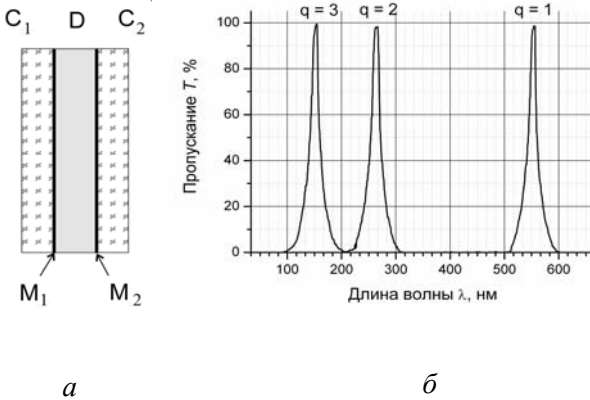 C1 D C2
M1 M2
а
q = 3 q = 2 q = 1
Пропускание T, %
100
80
60
40
20
0
100 200 300 400 500 600
Длина волны λ, нм
б